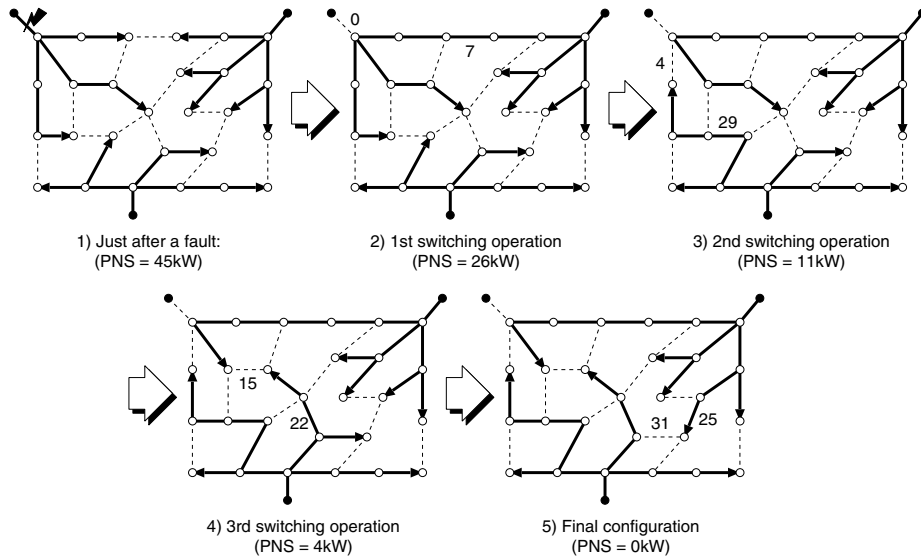 0
7
4
29
1) Just after a fault:
(PNS = 45kW)
2) 1st switching operation
(PNS = 26kW)
3) 2nd switching operation
(PNS = 11kW)
15
22
31
25
4) 3rd switching operation
(PNS = 4kW)
5) Final configuration
(PNS = 0kW)